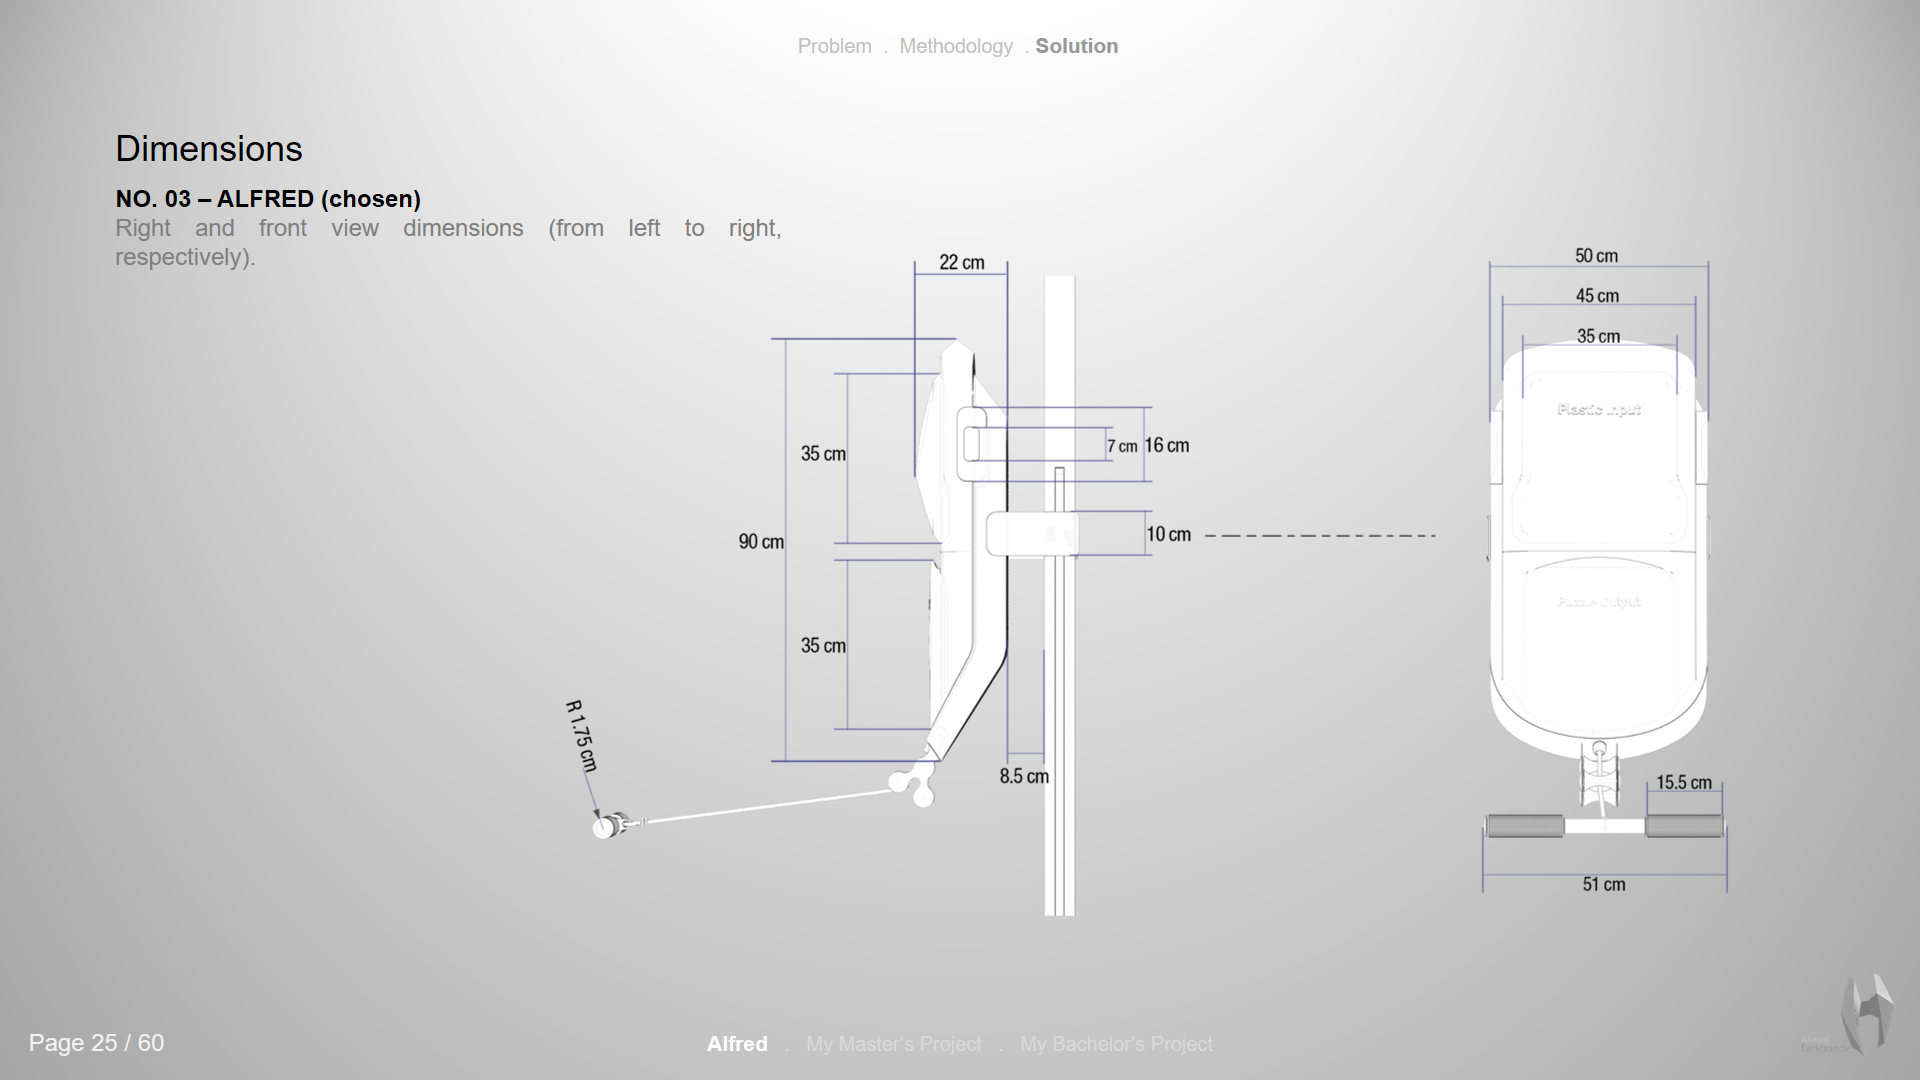 Problem . Methodology . Solution
Dimensions
NO. 03 – ALFRED (chosen)
Right and front view dimensions (from left to right,
respectively).
22 cm
50 cm
45 cm
35 cm
Plastic Input
35 cm
7 cm
16 cm
90 cm
10 cm
Puzzle Output
35 cm
R 1.75 cm
8.5 cm
15.5 cm
51 cm
Page 25 / 60
Alfred . My Master's Project . My Bachelor's Project
Ahmad
Farkhonde